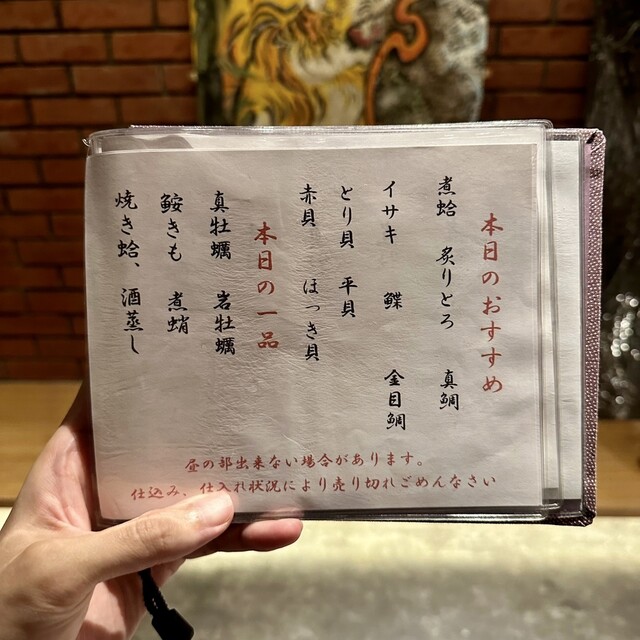 本日のおすすめ
煮蛤 炙りとろ 真鯛
イサキ 鰈 金目鯛
とり貝 平貝
赤貝 ほっき貝
本日の一品
真牡蠣 岩牡蠣
鮟きも 煮蛸
焼き蛤、酒蒸し
昼の部出来ない場合があります。
仕込み、仕入れ状況により売り切れごめんなさい